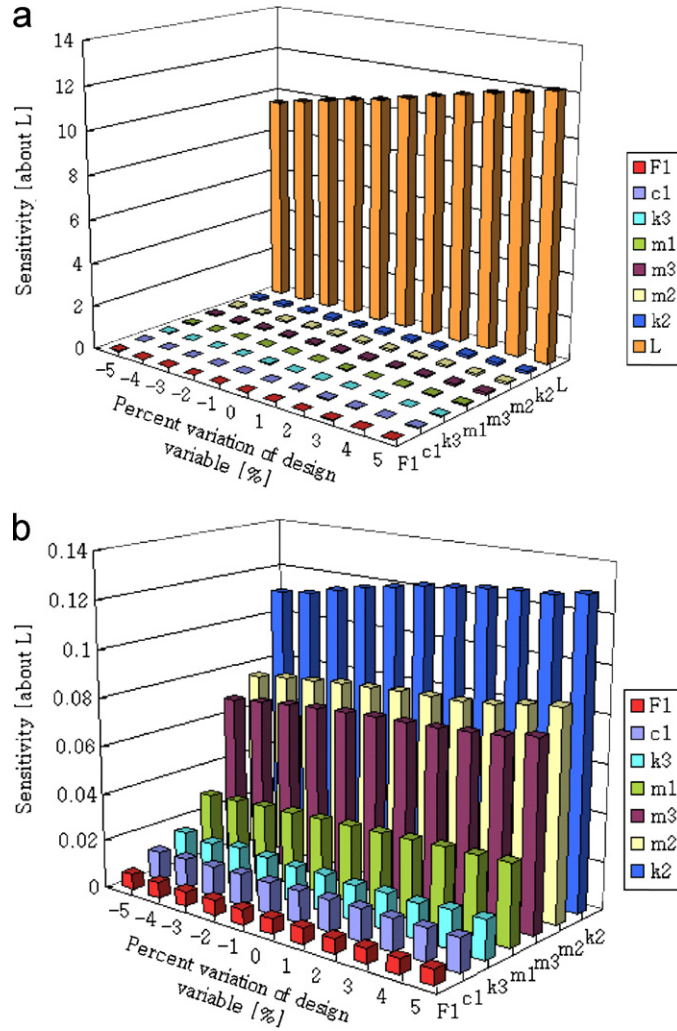 a
14
12
10
8
6
4
2
0
Sensitivity [about L]
-5 -4 -3 -2 -1 0 1 2 3 4 5
Percent variation of design
variable [%]
F1 c1 k3 m1 m3 m2 k2 L
F1
c1
k3
m1
m3
m2
k2
L
b
0.14
0.12
0.1
0.08
0.06
0.04
0.02
0
Sensitivity [about L]
-5 -4 -3 -2 -1 0 1 2 3 4 5
Percent variation of design
variable [%]
F1 c1 k3 m1 m3 m2 k2
F1
c1
k3
m1
m3
m2
k2